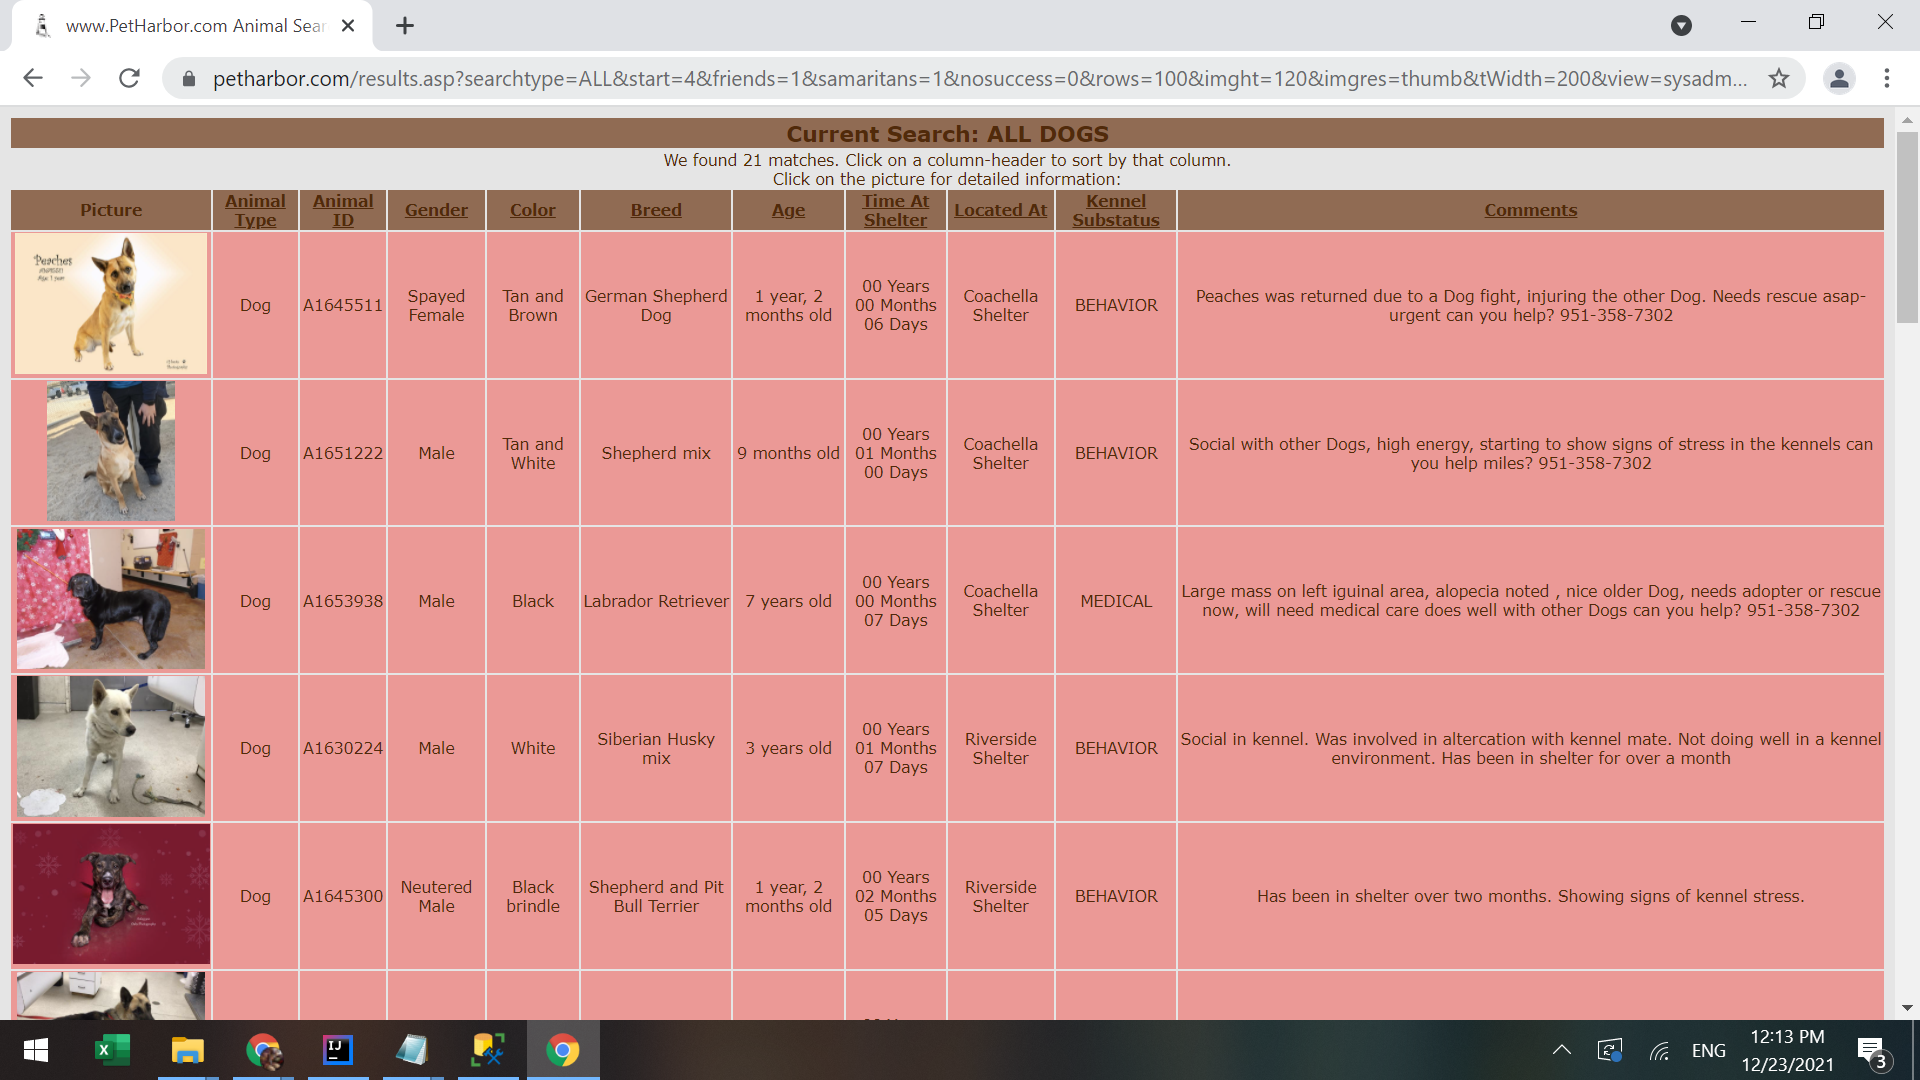 www.PetHarbor.com Animal Sear
petharbor.com/results.asp?searchtype=ALL&start=4&friends=1&samaritans=1&nosuccess=0&rows=100&imght=120&imgres=thumb&tWidth=200&view=sysadm...
Current Search: ALL DOGS
We found 21 matches. Click on a column-header to sort by that column.
Click on the picture for detailed information:
Picture
Animal
Type
Animal
ID
Gender
Color
Breed
Age
Time At
Shelter
Located At
Kennel
Substatus
Comments
Peaches
Dog
A1645511
Spayed
Female
Tan and
Brown
German Shepherd
Dog
1 year, 2
months old
00 Years
00 Months
06 Days
Coachella
Shelter
BEHAVIOR
Peaches was returned due to a Dog fight, injuring the other Dog. Needs rescue asap-
urgent can you help? 951-358-7302
Dog
A1651222
Male
Tan and
White
Shepherd mix
9 months old
00 Years
01 Months
00 Days
Coachella
Shelter
BEHAVIOR
Social with other Dogs, high energy, starting to show signs of stress in the kennels can
you help miles? 951-358-7302
Dog
A1653938
Male
Black
Labrador Retriever
7 years old
00 Years
00 Months
07 Days
Coachella
Shelter
MEDICAL
Large mass on left iguinal area, alopecia noted , nice older Dog, needs adopter or rescue
now, will need medical care does well with other Dogs can you help? 951-358-7302
Dog
A1630224
Male
White
Siberian Husky
mix
3 years old
00 Years
01 Months
07 Days
Riverside
Shelter
BEHAVIOR
Social in kennel. Was involved in altercation with kennel mate. Not doing well in a kennel
environment. Has been in shelter for over a month
Dog
A1645300
Neutered
Male
Black
brindle
Shepherd and Pit
Bull Terrier
1 year, 2
months old
00 Years
02 Months
05 Days
Riverside
Shelter
BEHAVIOR
Has been in shelter over two months. Showing signs of kennel stress.
ENG
12:13 PM
12/23/2021
3